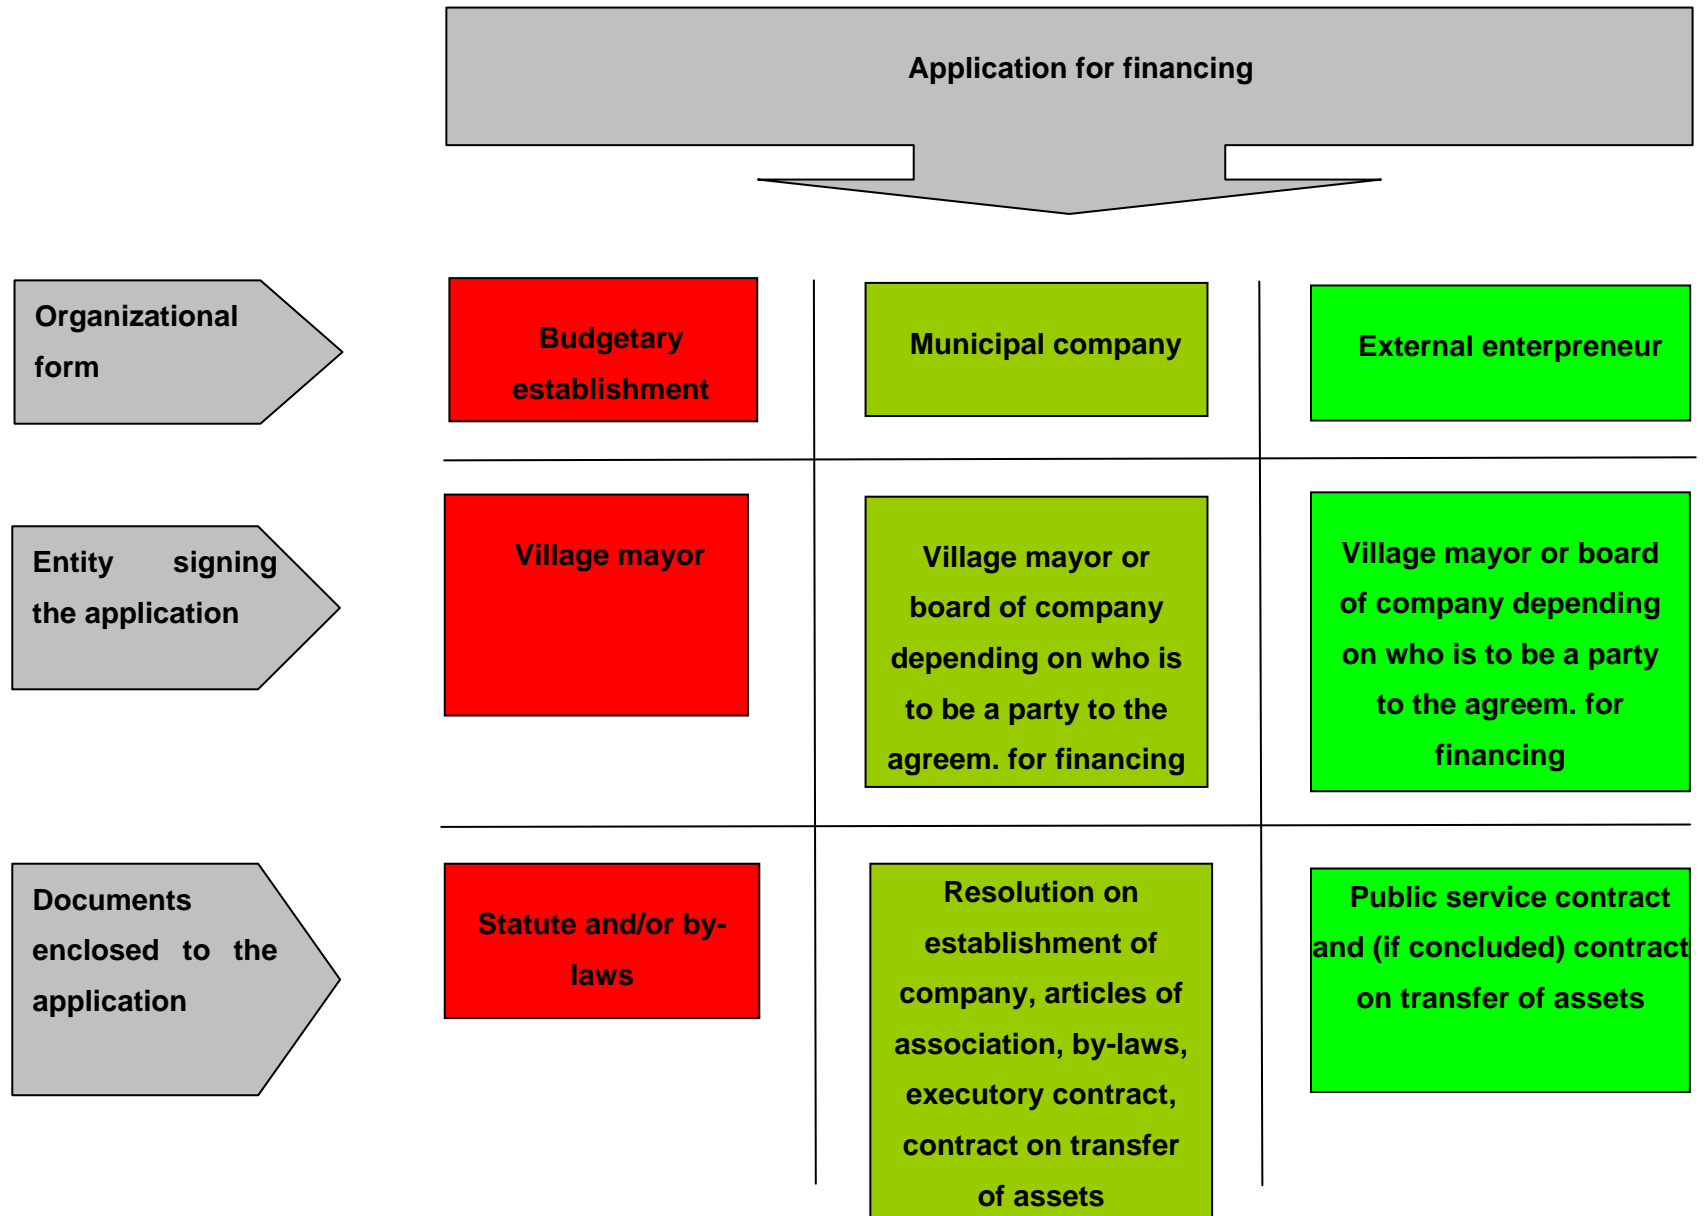 Application for financing
Organizational
form
Budgetary
establishment
Municipal company
External enterpreneur
Entity signing
the application
Village mayor
Village mayor or
board of company
depending on who is
to be a party to the
agreem. for financing
Village mayor or board
of company depending
on who is to be a party
to the agreem. for
financing
Documents
enclosed to the
application
Statute and/or by-
laws
Resolution on
establishment of
company, articles of
association, by-laws,
executory contract,
contract on transfer
of assets
Public service contract
and (if concluded) contract
on transfer of assets